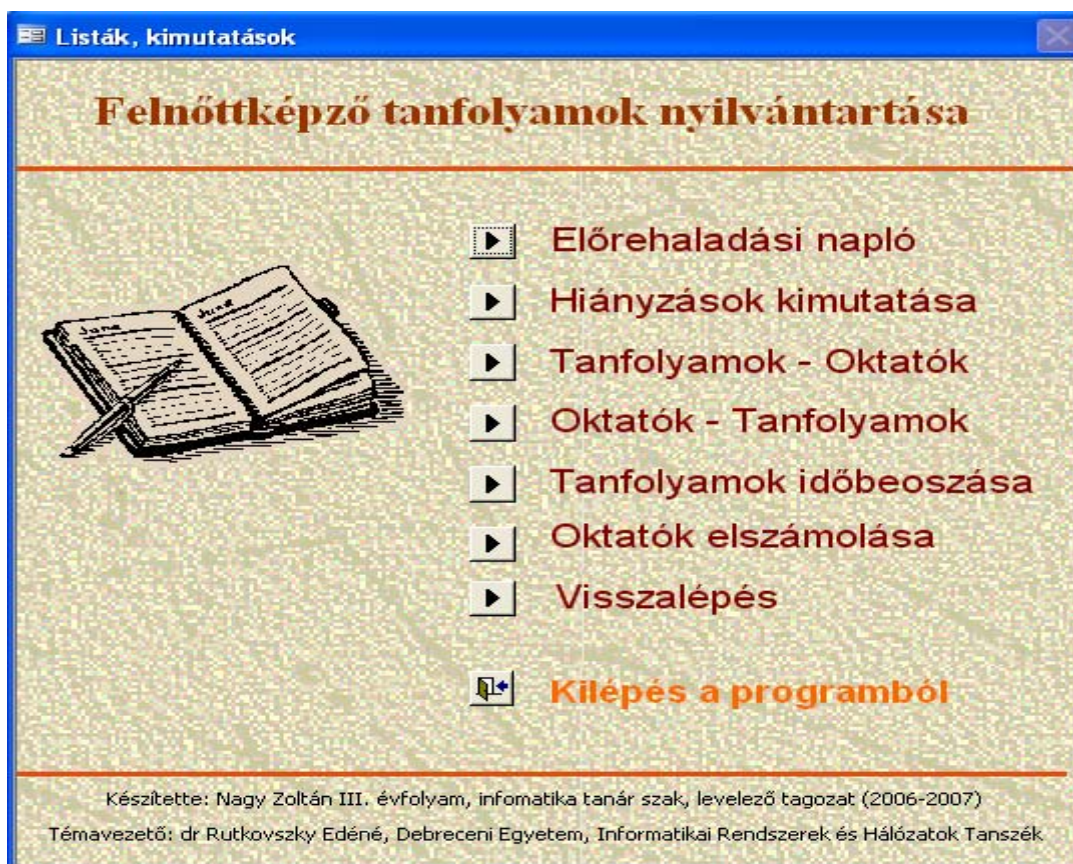 Listák, kimutatások
Felnőttképző tanfolyamok nyilvántartása
June
June
Előrehaladási napló
Hiányzások kimutatása
Tanfolyamok - Oktatók
Oktatók - Tanfolyamok
Tanfolyamok időbeoszása
Oktatók elszámolása
Visszalépés
Kilépés a programból
Készítette: Nagy Zoltán III. évfolyam, infomatika tanár szak, levelező tagozat (2006-2007)
Témavezető: dr Rutkovszky Edéné, Debreceni Egyetem, Informatikai Rendszerek és Hálózatok Tanszék